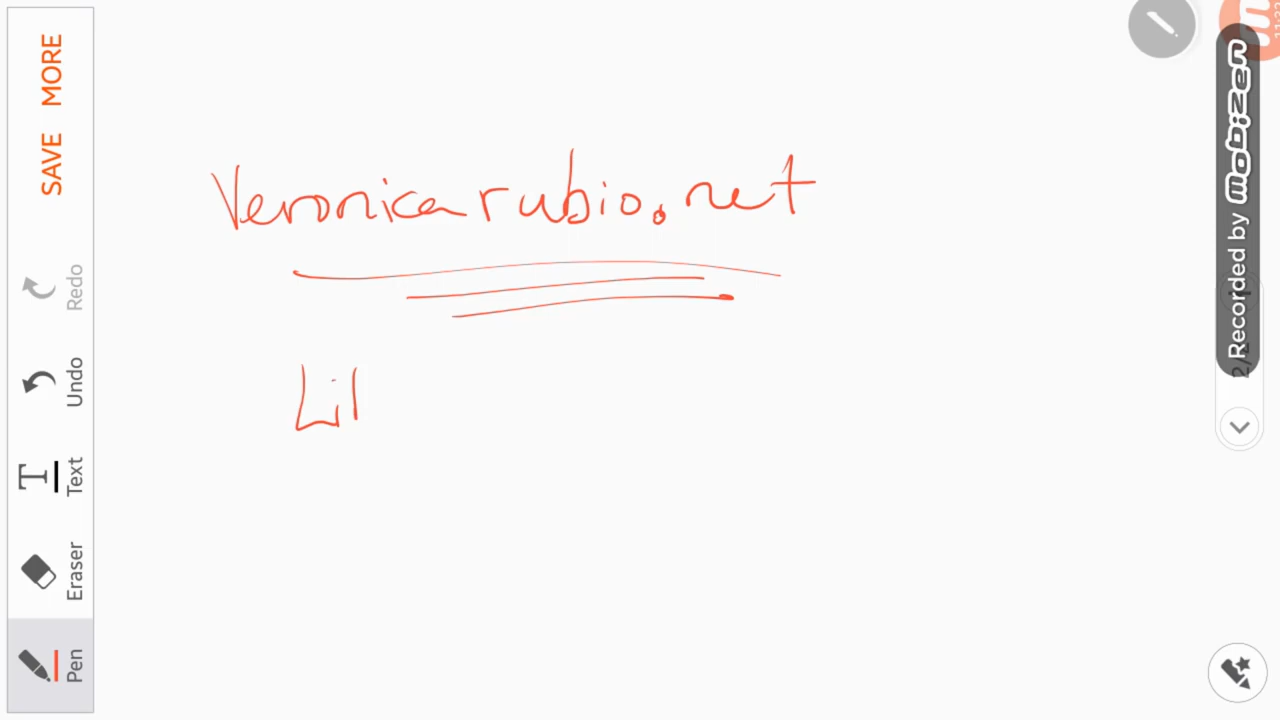 Veronicarubio.net
Lil
MORE
SAVE
Redo
Undo
Text
Eraser
Pen
Recorded by mobizen